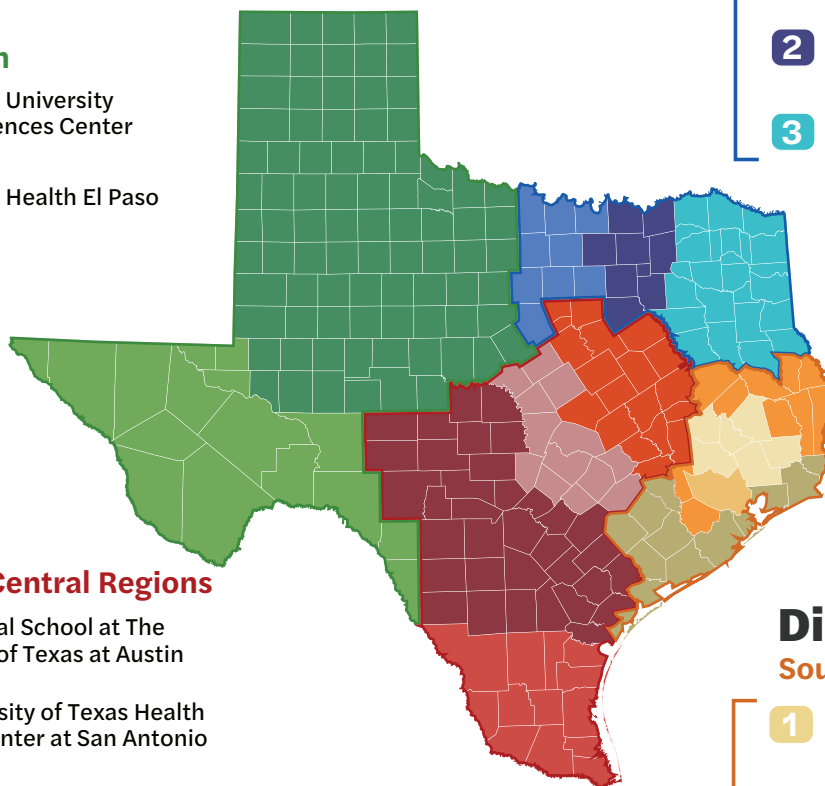 n
University
ences Center
Health El Paso
2
3
Central Regions
al School at The
of Texas at Austin
sity of Texas Health
nter at San Antonio
Di
Sou
1